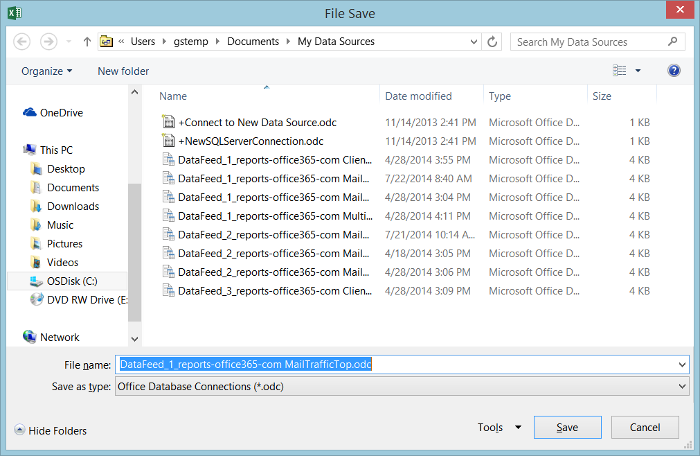 File Save
« Users ▸ gstemp ▸ Documents ▸ My Data Sources
Search My Data Sources
Organize New folder
Name Date modified Type Size
OneDrive
This PC
Desktop
Documents
Downloads
Music
Pictures
Videos
OSDisk (C:)
DVD RW Drive (E:
Network
+Connect to New Data Source.odc 11/14/2013 2:41 PM Microsoft Office D... 1 KB
+NewSQLServerConnection.odc 11/14/2013 2:41 PM Microsoft Office D... 1 KB
DataFeed_1_reports-office365-com Clien... 4/28/2014 3:55 PM Microsoft Office D... 4 KB
DataFeed_1_reports-office365-com Mail... 7/22/2014 8:40 AM Microsoft Office D... 4 KB
DataFeed_1_reports-office365-com Mail... 4/28/2014 3:04 PM Microsoft Office D... 4 KB
DataFeed_1_reports-office365-com Multi... 4/28/2014 4:11 PM Microsoft Office D... 4 KB
DataFeed_2_reports-office365-com Mail... 7/21/2014 10:14 A... Microsoft Office D... 4 KB
DataFeed_2_reports-office365-com Mail... 4/18/2014 3:05 PM Microsoft Office D... 4 KB
DataFeed_2_reports-office365-com Mail... 4/28/2014 3:06 PM Microsoft Office D... 4 KB
DataFeed_3_reports-office365-com Clien... 4/28/2014 3:09 PM Microsoft Office D... 4 KB
File name: DataFeed_1_reports-office365-com MailTrafficTop.odc
Save as type: Office Database Connections (*.odc)
Hide Folders Tools Save Cancel